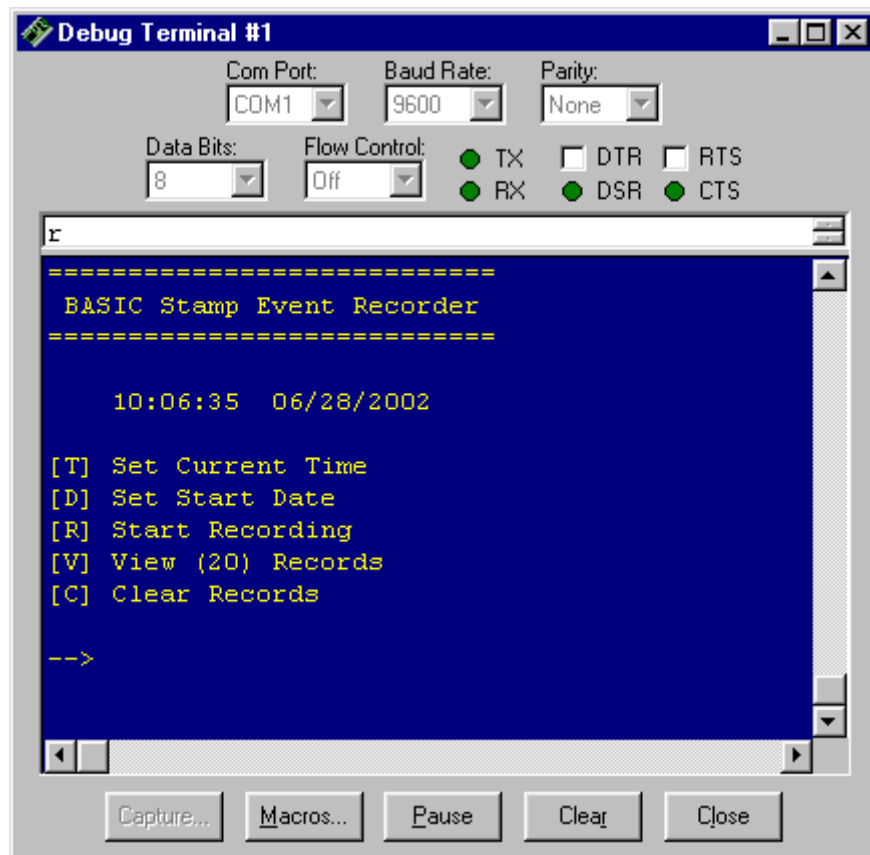 Debug Terminal #1
Com Port: Baud Rate: Parity:
COM1 9600 None
Data Bits: Flow Control: TX DTR RTS
8 Off RX DSR CTS
r
============================
BASIC Stamp Event Recorder
============================
10:06:35 06/28/2002
[T] Set Current Time
[D] Set Start Date
[R] Start Recording
[V] View (20) Records
[C] Clear Records
-->
Capture... Macros... Pause Clear Close